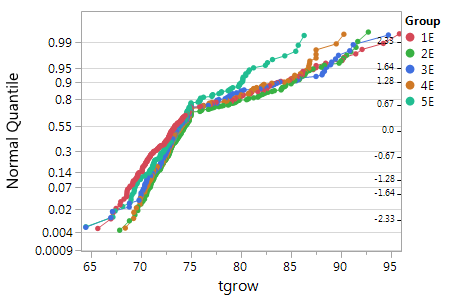 Group
1E
2E
3E
4E
5E
Normal Quantile
0.99
0.95
0.9
0.8
0.55
0.3
0.14
0.07
0.02
0.004
0.0009
2.33
1.64
1.28
0.67
0.0
-0.67
-1.28
-1.64
-2.33
65 70 75 80 85 90 95
tgrow